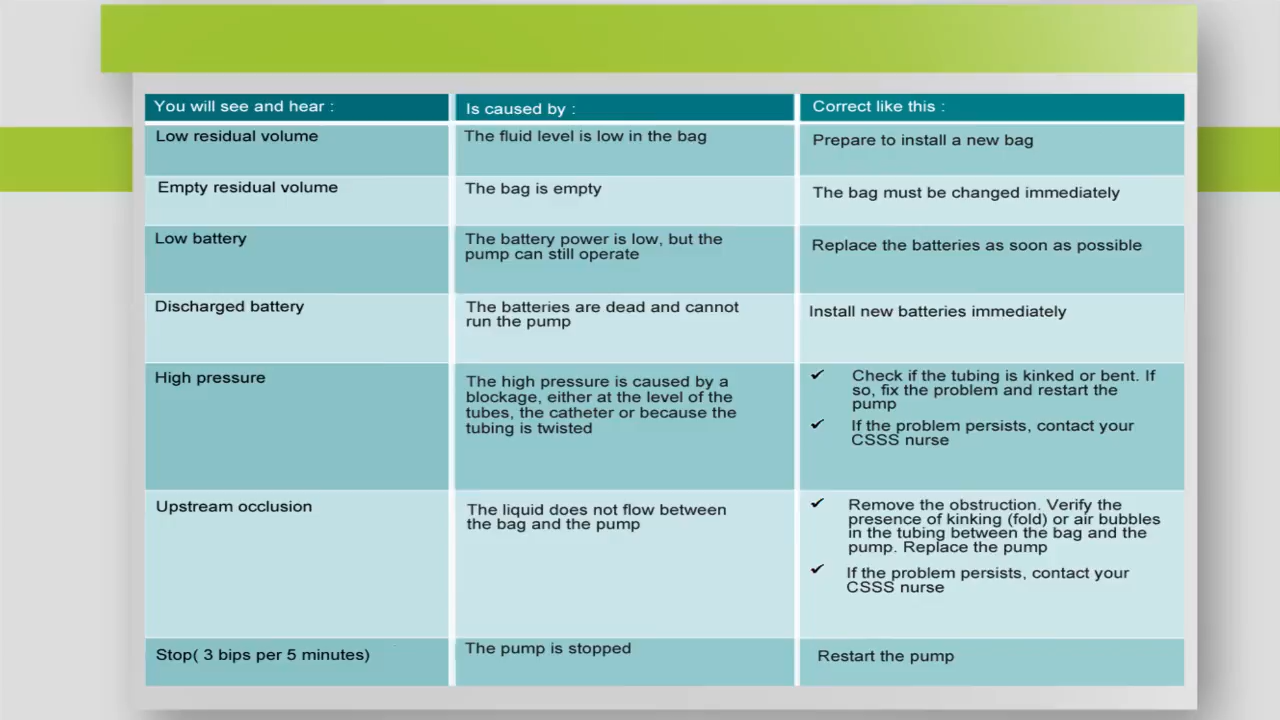 You will see and hear :
Is caused by :
Correct like this :
Low residual volume
The fluid level is low in the bag
Prepare to install a new bag
Empty residual volume
The bag is empty
The bag must be changed immediately
Low battery
The battery power is low, but the
pump can still operate
Replace the batteries as soon as possible
Discharged battery
The batteries are dead and cannot
run the pump
Install new batteries immediately
High pressure
The high pressure is caused by a
blockage, either at the level of the
tubes, the catheter or because the
tubing is twisted
✓ Check if the tubing is kinked or bent. If
so, fix the problem and restart the
pump
✓ If the problem persists, contact your
CSSS nurse
Upstream occlusion
The liquid does not flow between
the bag and the pump
✓ Remove the obstruction. Verify the
presence of kinking (fold) or air bubbles
in the tubing between the bag and the
pump. Replace the pump
✓ If the problem persists, contact your
CSSS nurse
Stop( 3 bips per 5 minutes)
The pump is stopped
Restart the pump